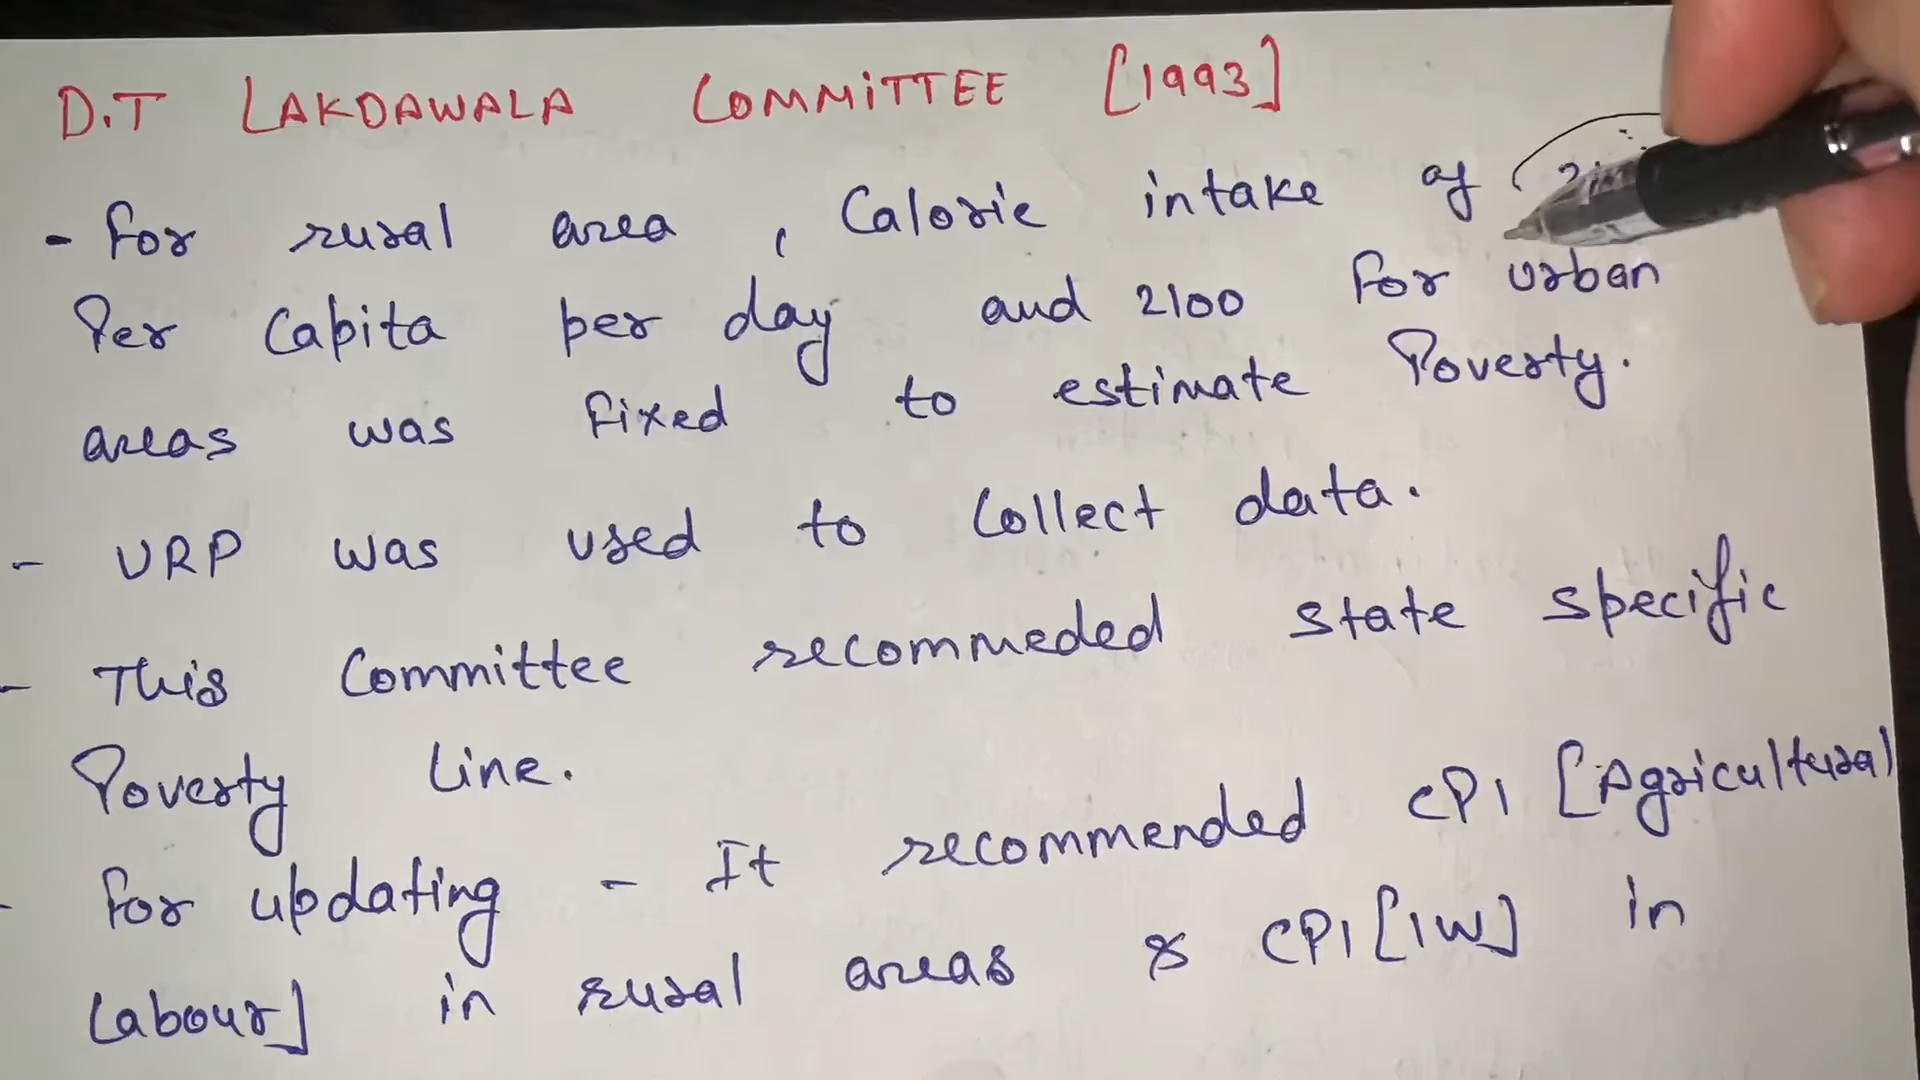 D.T LAKDAWALA COMMITTEE [1993]
- For rural area, Calorie intake of
Per Capita per day and 2100 for urban
areas was fixed to estimate Poverty.
- URP was used to collect data.
- This Committee recommeded state specific
Poverty Line.
- for updating - It recommended CPI [Agricultural
Labour] in rural areas & CPI [IW] in